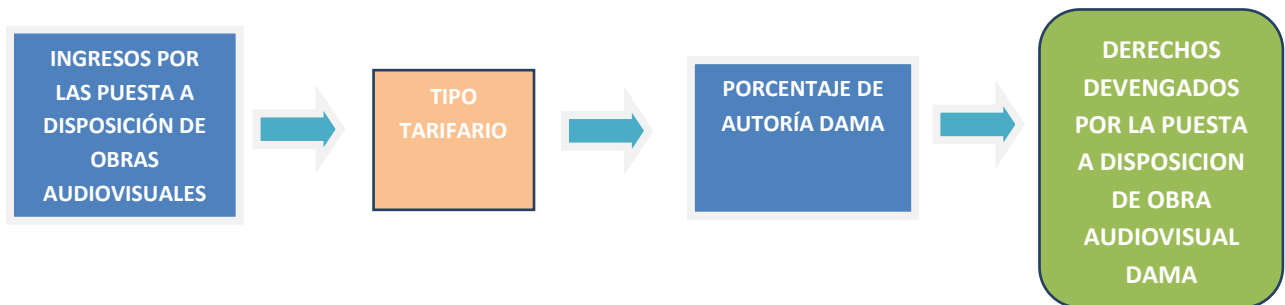 INGRESOS POR
LAS PUESTA A
DISPOSICIÓN DE
OBRAS
AUDIOVISUALES
TIPO
TARIFARIO
PORCENTAJE DE
AUTORÍA DAMA
DERECHOS
DEVENGADOS
POR LA PUESTA
A DISPOSICION
DE OBRA
AUDIOVISUAL
DAMA